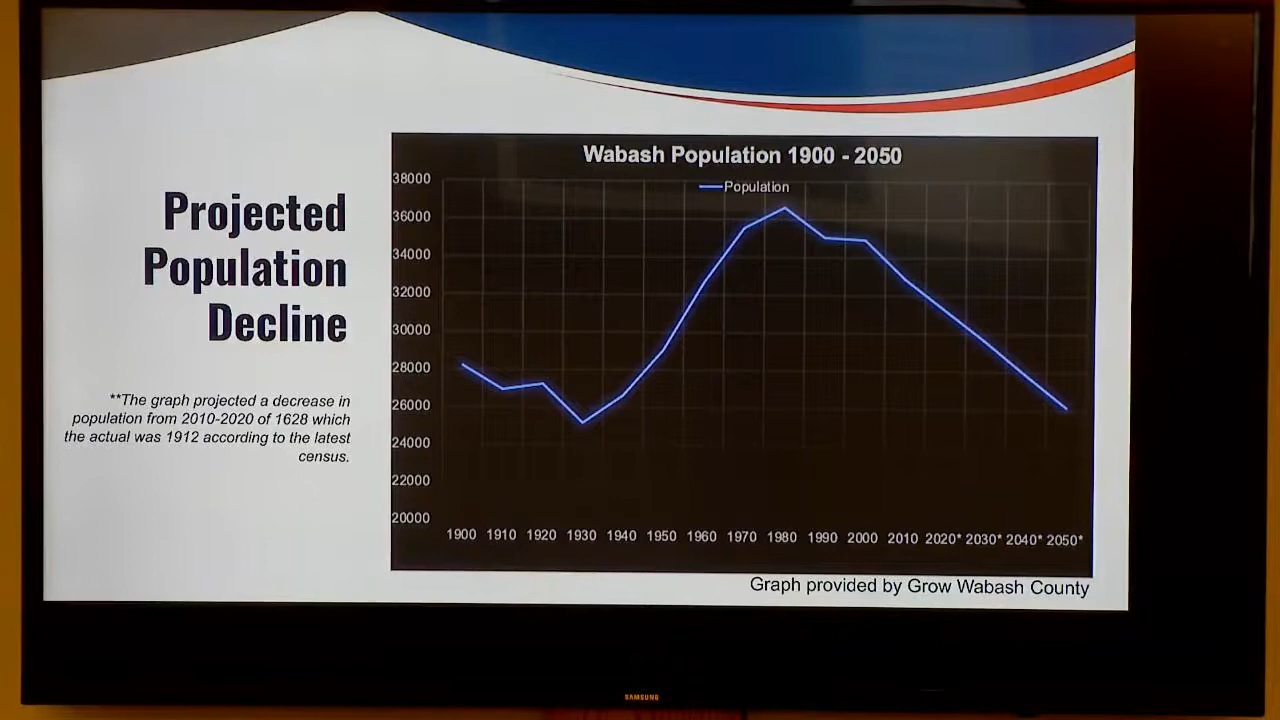 Projected
Population
Decline
**The graph projected a decrease in
population from 2010-2020 of 1628 which
the actual was 1912 according to the latest
census.
Wabash Population 1900 - 2050
Population
38000
36000
34000
32000
30000
28000
26000
24000
22000
20000
1900 1910 1920 1930 1940 1950 1960 1970 1980 1990 2000 2010 2020* 2030* 2040* 2050*
Graph provided by Grow Wabash County
SAMSUNG